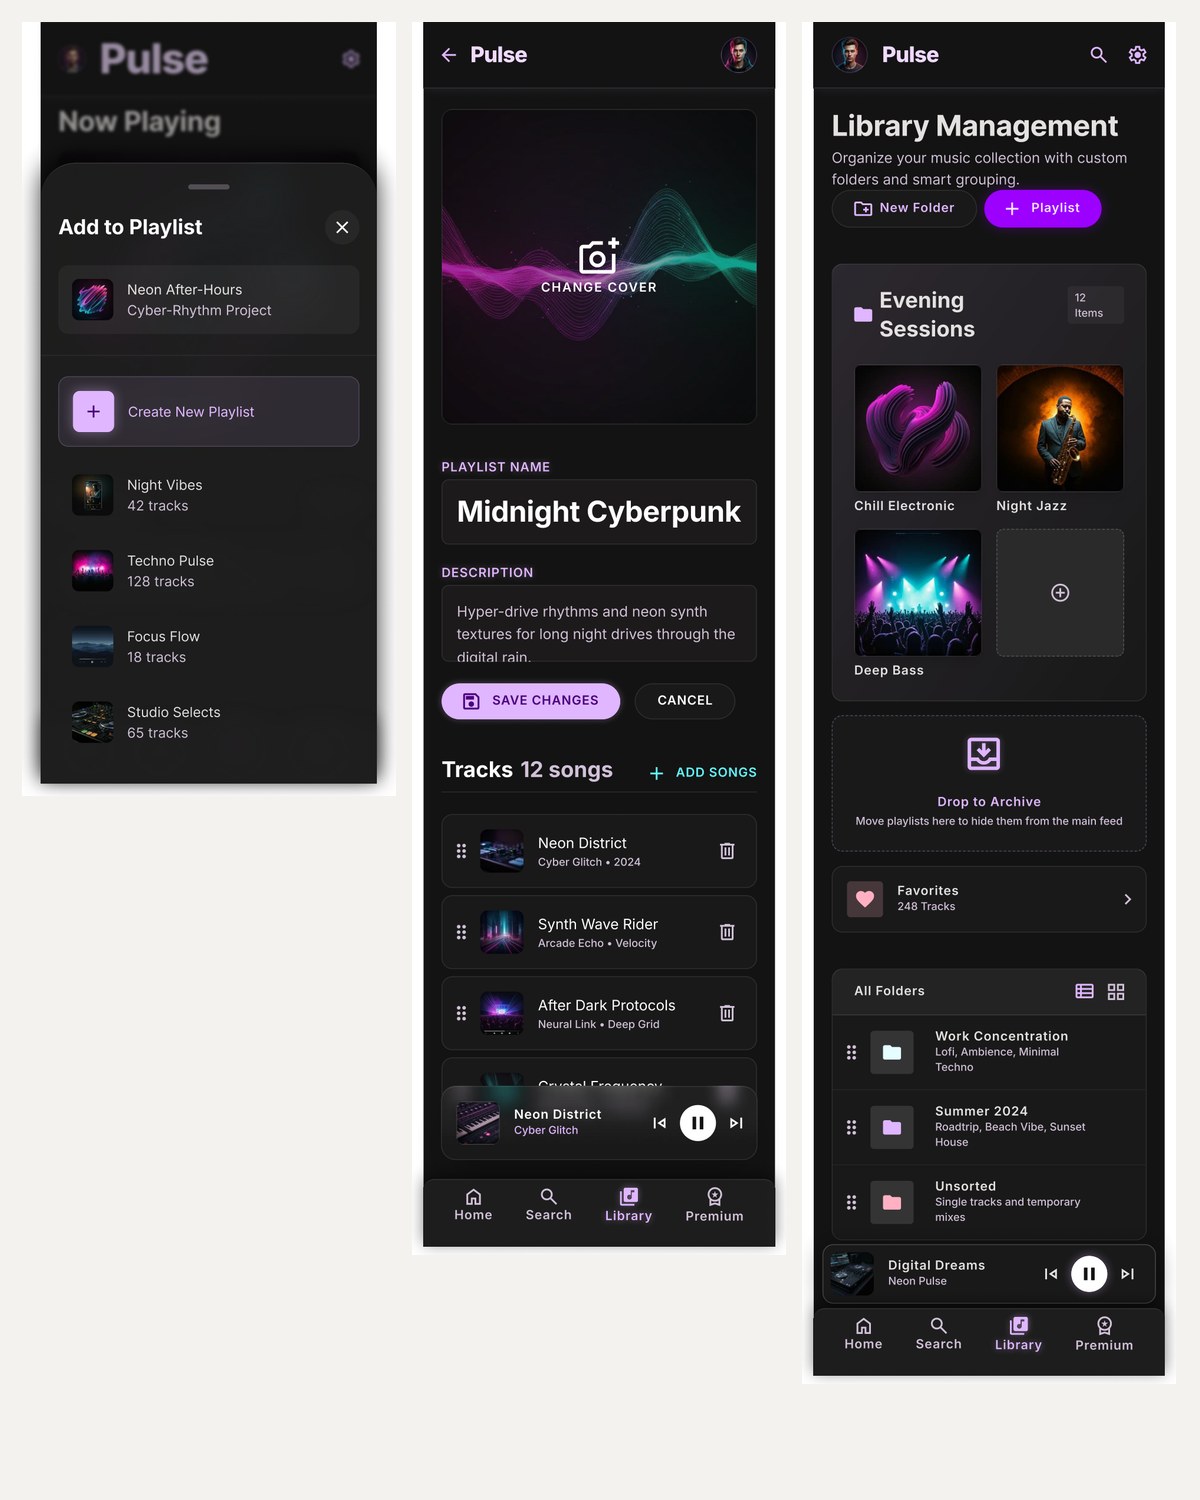 Pulse
Now Playing
Add to Playlist
Neon After-Hours
Cyber-Rhythm Project
Create New Playlist
Night Vibes
42 tracks
Techno Pulse
128 tracks
Focus Flow
18 tracks
Studio Selects
65 tracks
Pulse
CHANGE COVER
PLAYLIST NAME
Midnight Cyberpunk
DESCRIPTION
Hyper-drive rhythms and neon synth
textures for long night drives through the
digital rain.
SAVE CHANGES
CANCEL
Tracks 12 songs
ADD SONGS
Neon District
Cyber Glitch • 2024
Synth Wave Rider
Arcade Echo • Velocity
After Dark Protocols
Neural Link • Deep Grid
Crystal Frequency
Neon District
Cyber Glitch
Home
Search
Library
Premium
Pulse
Library Management
Organize your music collection with custom
folders and smart grouping.
New Folder
Playlist
Evening
Sessions
12
Items
Chill Electronic
Night Jazz
Deep Bass
Drop to Archive
Move playlists here to hide them from the main feed
Favorites
248 Tracks
All Folders
Work Concentration
Lofi, Ambience, Minimal
Techno
Summer 2024
Roadtrip, Beach Vibe, Sunset
House
Unsorted
Single tracks and temporary
mixes
Digital Dreams
Neon Pulse
Home
Search
Library
Premium